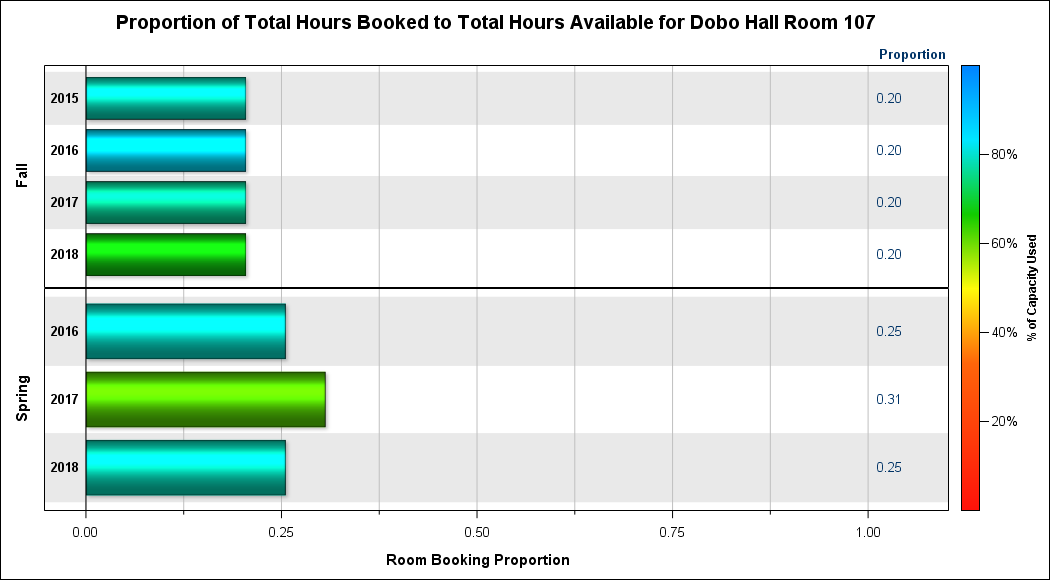 Proportion of Total Hours Booked to Total Hours Available for Dobo Hall Room 107
Proportion
Fall
2015 0.20
2016 0.20
2017 0.20
2018 0.20
Spring
2016 0.25
2017 0.31
2018 0.25
0.00 0.25 0.50 0.75 1.00
Room Booking Proportion
80%
60%
40%
20%
% of Capacity Used